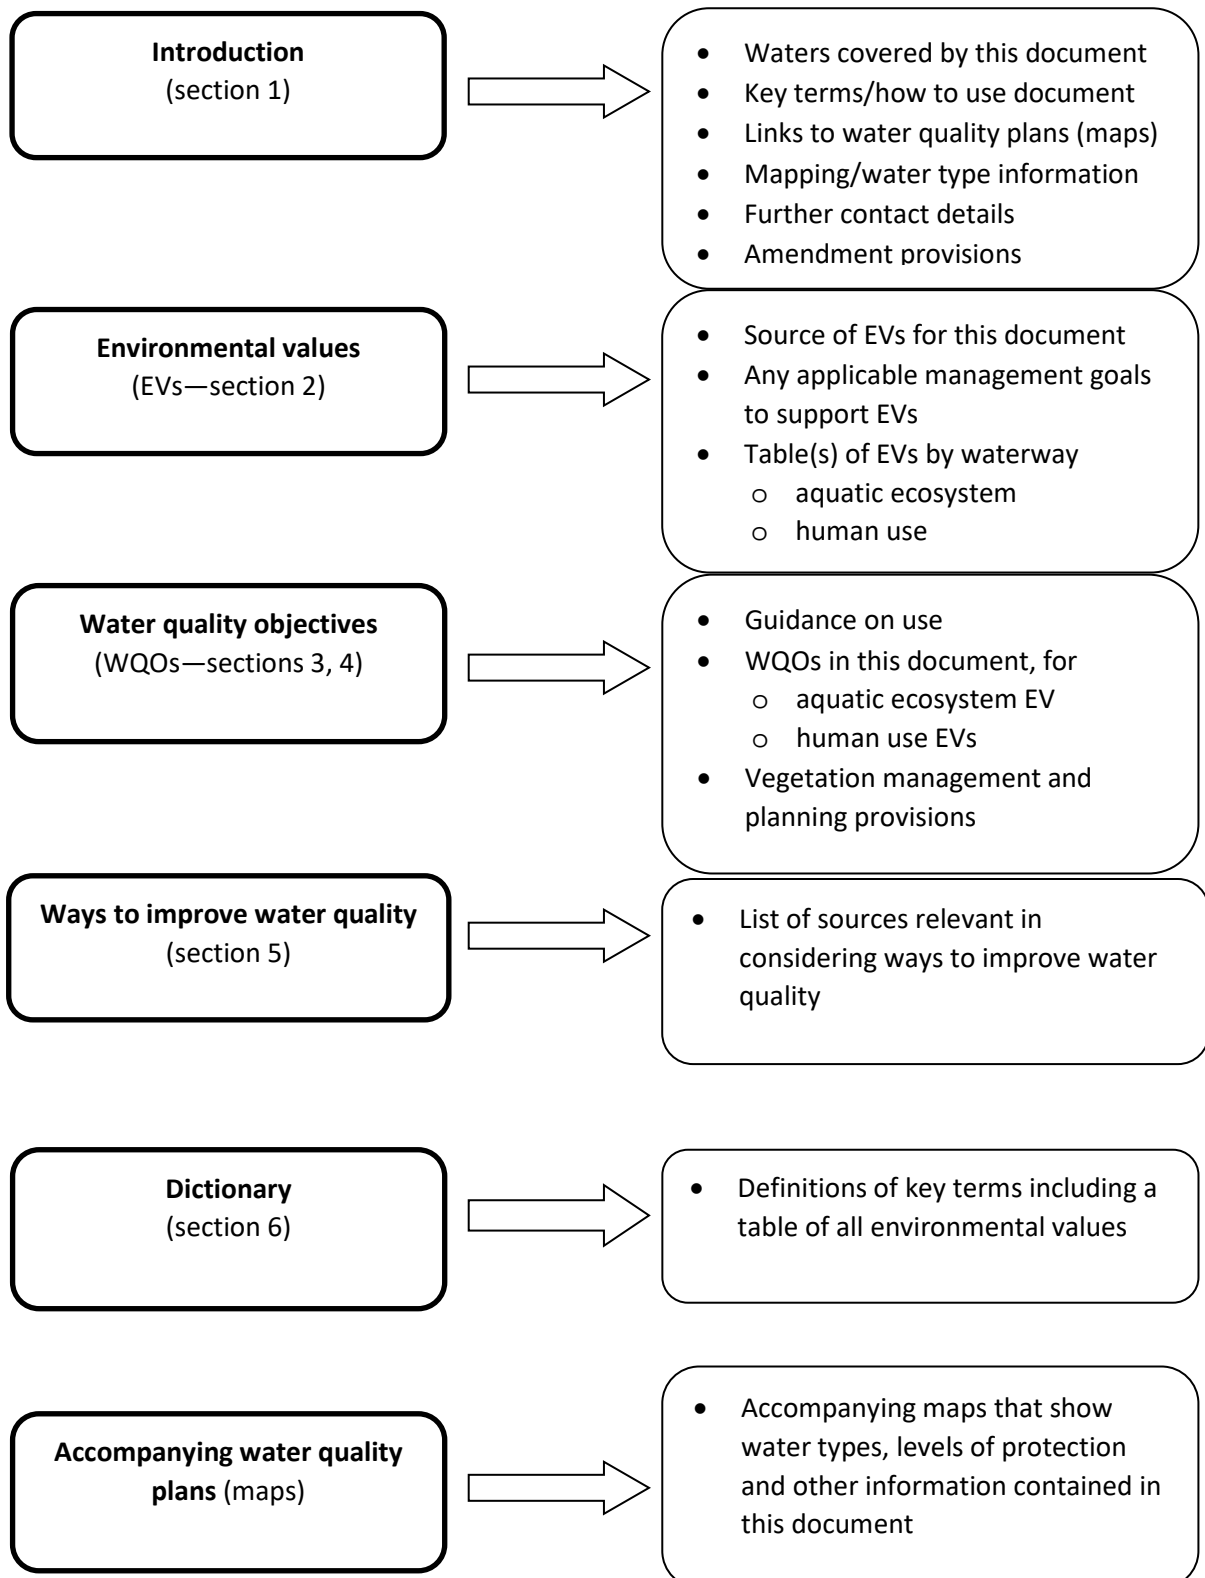 Introduction
(section 1)
• Waters covered by this document
• Key terms/how to use document
• Links to water quality plans (maps)
• Mapping/water type information
• Further contact details
• Amendment provisions
Environmental values
(EVs—section 2)
• Source of EVs for this document
• Any applicable management goals
to support EVs
• Table(s) of EVs by waterway
o aquatic ecosystem
o human use
Water quality objectives
(WQOs—sections 3, 4)
• Guidance on use
• WQOs in this document, for
o aquatic ecosystem EV
o human use EVs
• Vegetation management and
planning provisions
Ways to improve water quality
(section 5)
• List of sources relevant in
considering ways to improve water
quality
Dictionary
(section 6)
• Definitions of key terms including a
table of all environmental values
Accompanying water quality
plans (maps)
• Accompanying maps that show
water types, levels of protection
and other information contained in
this document